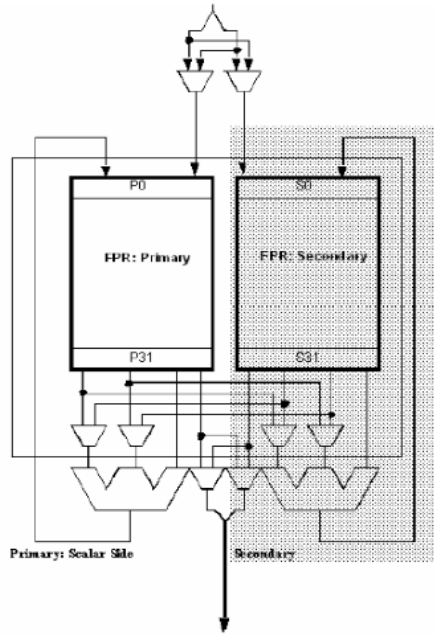 P0
S0
FPR: Primary
FPR: Secondary
P31
S31
Primary: Scalar Side
Secondary